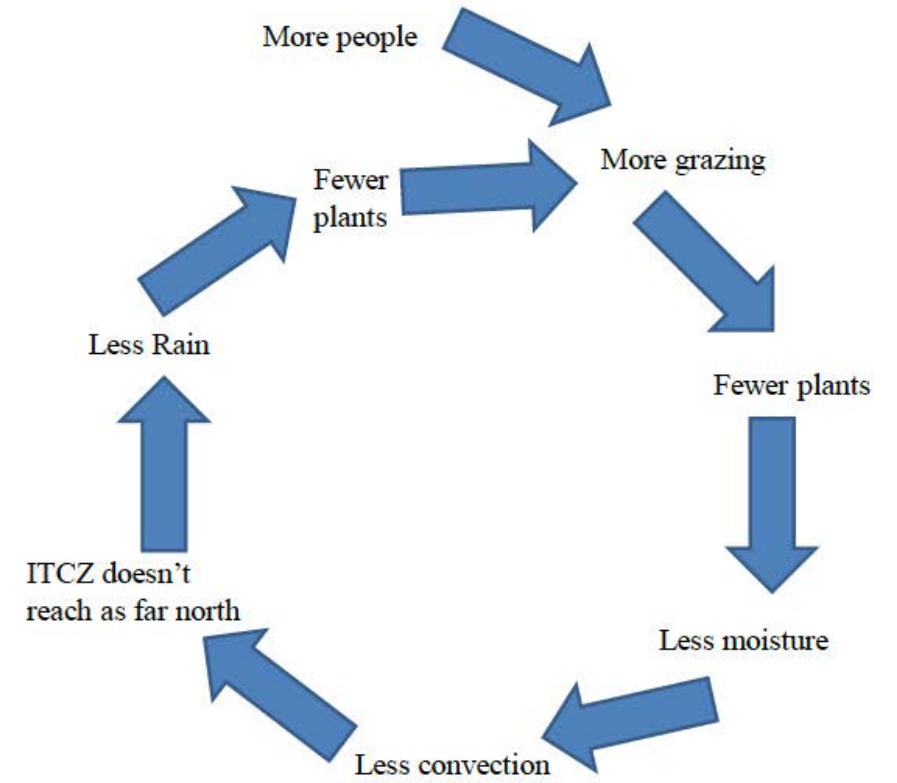 More people
More grazing
Fewer
plants
Fewer plants
Less Rain
ITCZ doesn't
reach as far north
Less moisture
Less convection